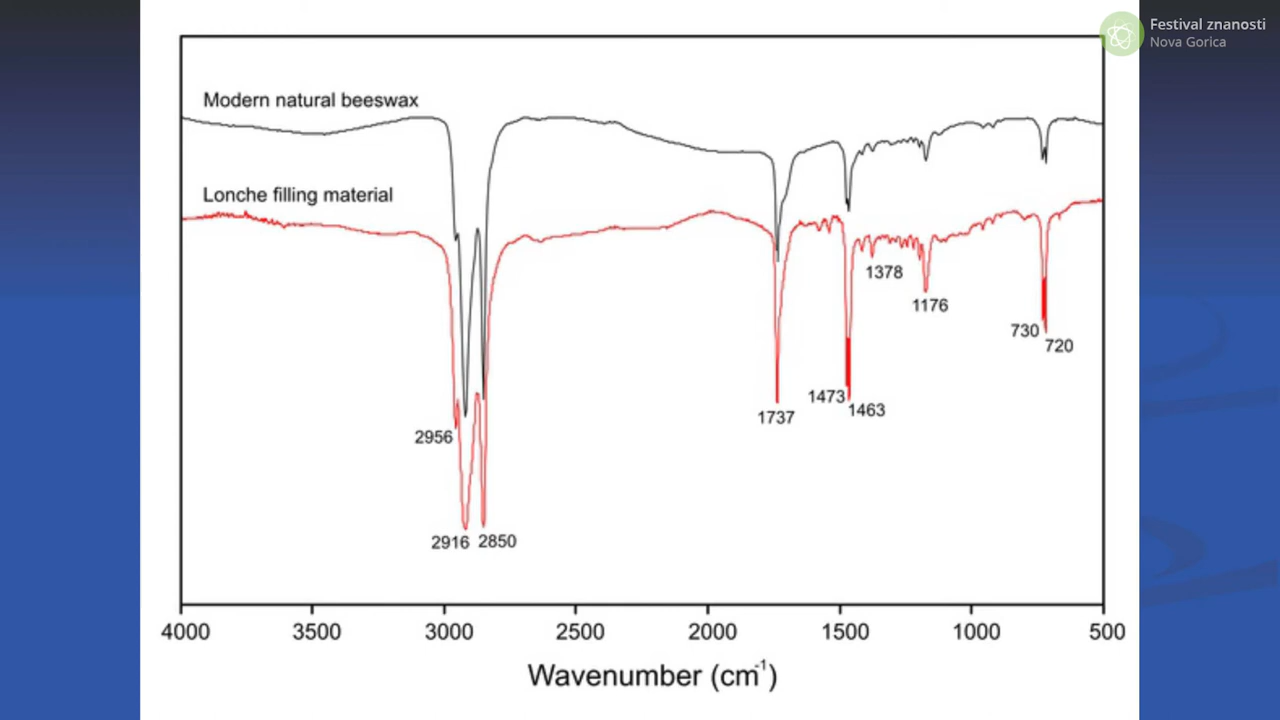 Festival znanosti
Nova Gorica
Modern natural beeswax
Lonche filling material
2956
2916
2850
1737
1473
1463
1378
1176
730
720
4000 3500 3000 2500 2000 1500 1000 500
Wavenumber (cm⁻¹)